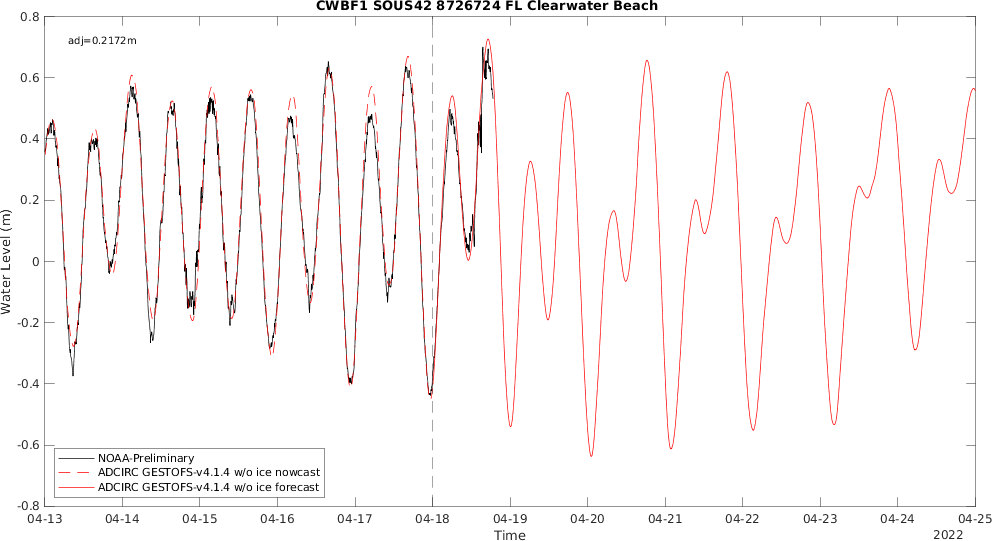 CWBF1 SOUS42 8726724 FL Clearwater Beach
adj=0.2172m
0.8
0.6
0.4
0.2
0
-0.2
-0.4
-0.6
-0.8
Water Level (m)
NOAA-Preliminary
ADCIRC GESTOFS-v4.1.4 w/o ice nowcast
ADCIRC GESTOFS-v4.1.4 w/o ice forecast
04-13 04-14 04-15 04-16 04-17 04-18 04-19 04-20 04-21 04-22 04-23 04-24 04-25
Time
2022